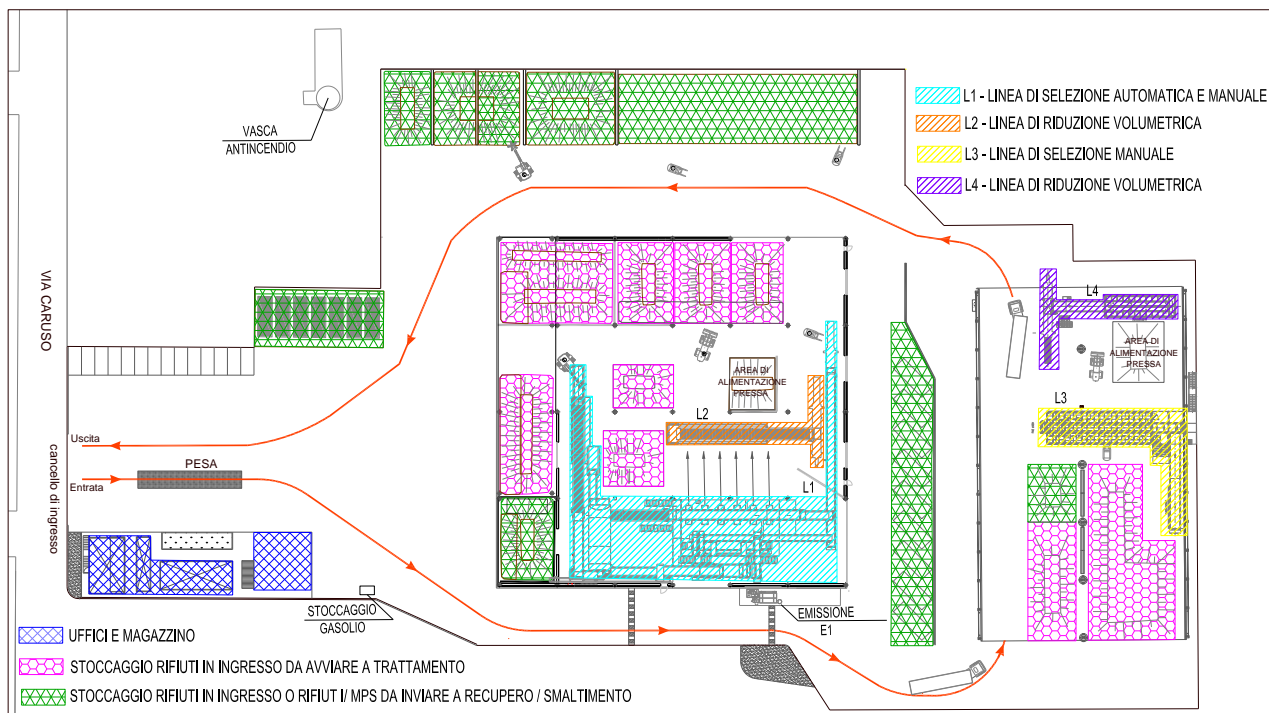 VASCA
ANTINCENDIO
L1 - LINEA DI SELEZIONE AUTOMATICA E MANUALE
L2 - LINEA DI RIDUZIONE VOLUMETRICA
L3 - LINEA DI SELEZIONE MANUALE
L4 - LINEA DI RIDUZIONE VOLUMETRICA
VIA CARUSO
L4
AREA DI
ALIMENTAZIONE
PRESSA
AREA DI
ALIMENTAZIONE
PRESSA
L3
L2
L1
Uscita
PESA
Entrata
cancello di ingresso
STOCCAGGIO
GASOLIO
EMISSIONE
E1
UFFICI E MAGAZZINO
STOCCAGGIO RIFIUTI IN INGRESSO DA AVVIARE A TRATTAMENTO
STOCCAGGIO RIFIUTI IN INGRESSO O RIFIUT I/ MPS DA INVIARE A RECUPERO / SMALTIMENTO